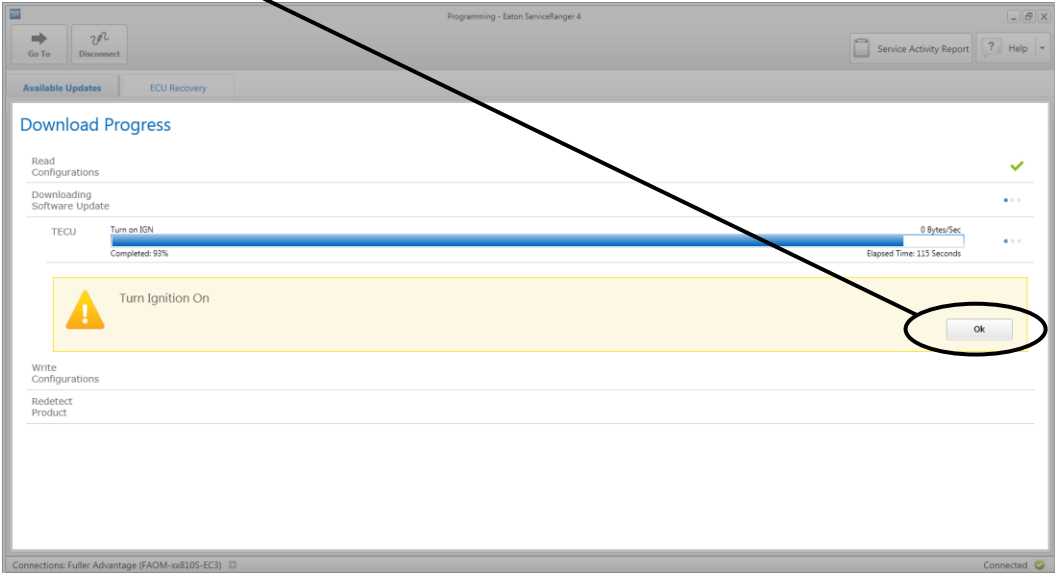 SR
Programming - Eaton ServiceRanger 4
Go To
Disconnect
Service Activity Report
? Help
Available Updates
ECU Recovery
Download Progress
Read
Configurations
Downloading
Software Update
TECU
Turn on IGN
0 Bytes/Sec
Completed: 93%
Elapsed Time: 115 Seconds
Turn Ignition On
Ok
Write
Configurations
Redetect
Product
Connections: Fuller Advantage (FAOM-xx810S-EC3)
Connected